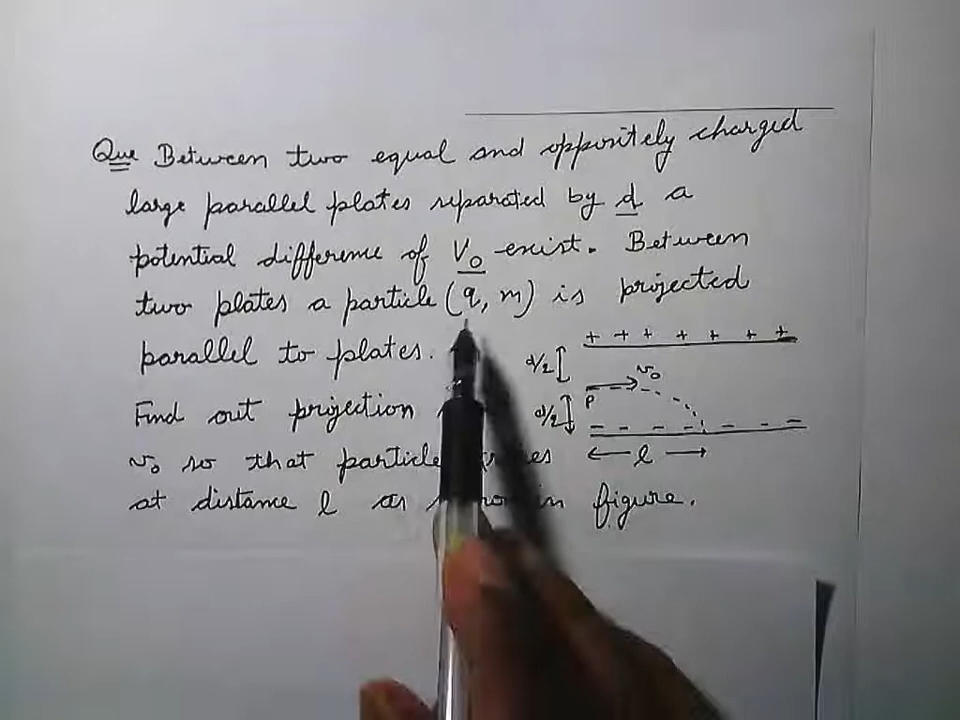 Que Between two equal and oppositely charged
large parallel plates separated by d a
potential difference of V₀ exist. Between
two plates a particle (q, m) is projected
parallel to plates.
Find out projection
v₀ so that particle
at distance l as in figure.
+ + + + + + +
d/2
v₀
P
d/2
- - - - - - - -
l